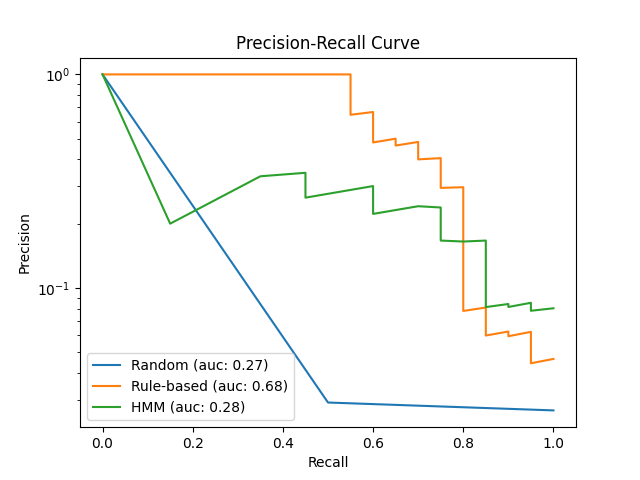 Precision-Recall Curve
10⁰
10⁻¹
Precision
Random (auc: 0.27)
Rule-based (auc: 0.68)
HMM (auc: 0.28)
0.0 0.2 0.4 0.6 0.8 1.0
Recall